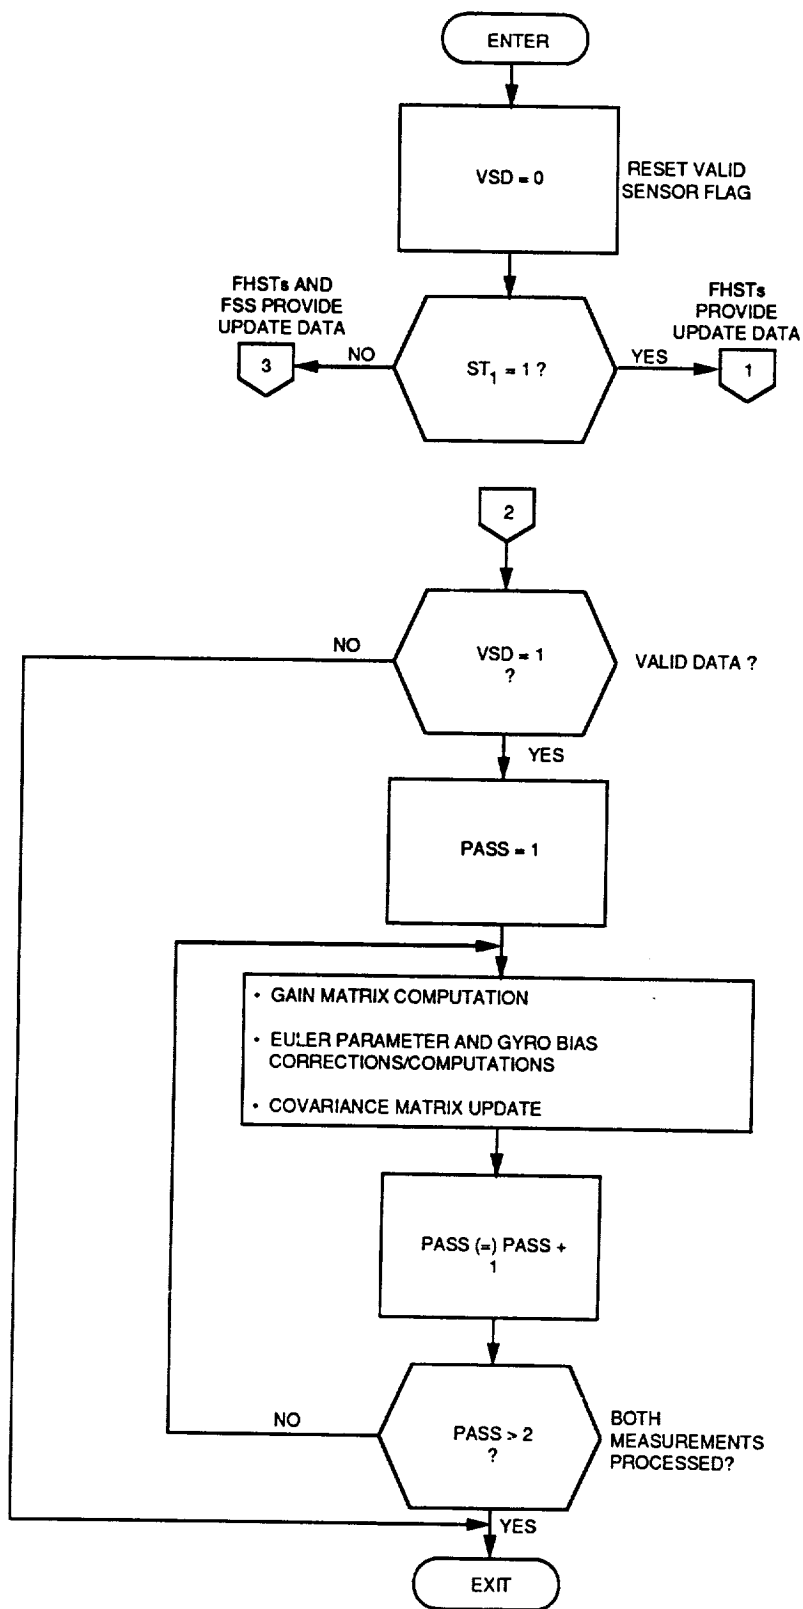 ENTER
VSD = 0
RESET VALID
SENSOR FLAG
FHSTs AND
FSS PROVIDE
UPDATE DATA
FHSTs
PROVIDE
UPDATE DATA
3
NO
ST1 = 1 ?
YES
1
2
NO
VSD = 1
?
VALID DATA ?
YES
PASS = 1
• GAIN MATRIX COMPUTATION
• EULER PARAMETER AND GYRO BIAS
CORRECTIONS/COMPUTATIONS
• COVARIANCE MATRIX UPDATE
PASS (=) PASS +
1
NO
PASS > 2
?
BOTH
MEASUREMENTS
PROCESSED?
YES
EXIT